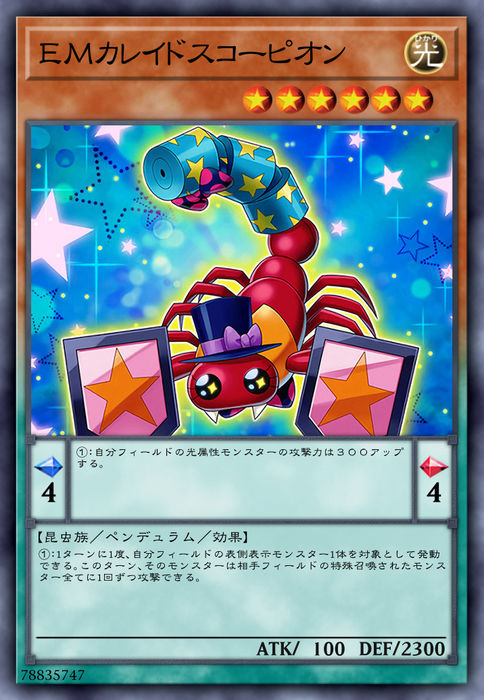 EMカレイドスコーピオン
ひかり
光
①:自分フィールドの光属性モンスターの攻撃力は300アップ
する。
4
4
【昆虫族/ペンデュラム/効果】
①:1ターンに1度、自分フィールドの表側表示モンスター1体を対象として発動
できる。このターン、そのモンスターは相手フィールドの特殊召喚されたモンス
ター全てに1回ずつ攻撃できる。
ATK/ 100 DEF/2300
78835747